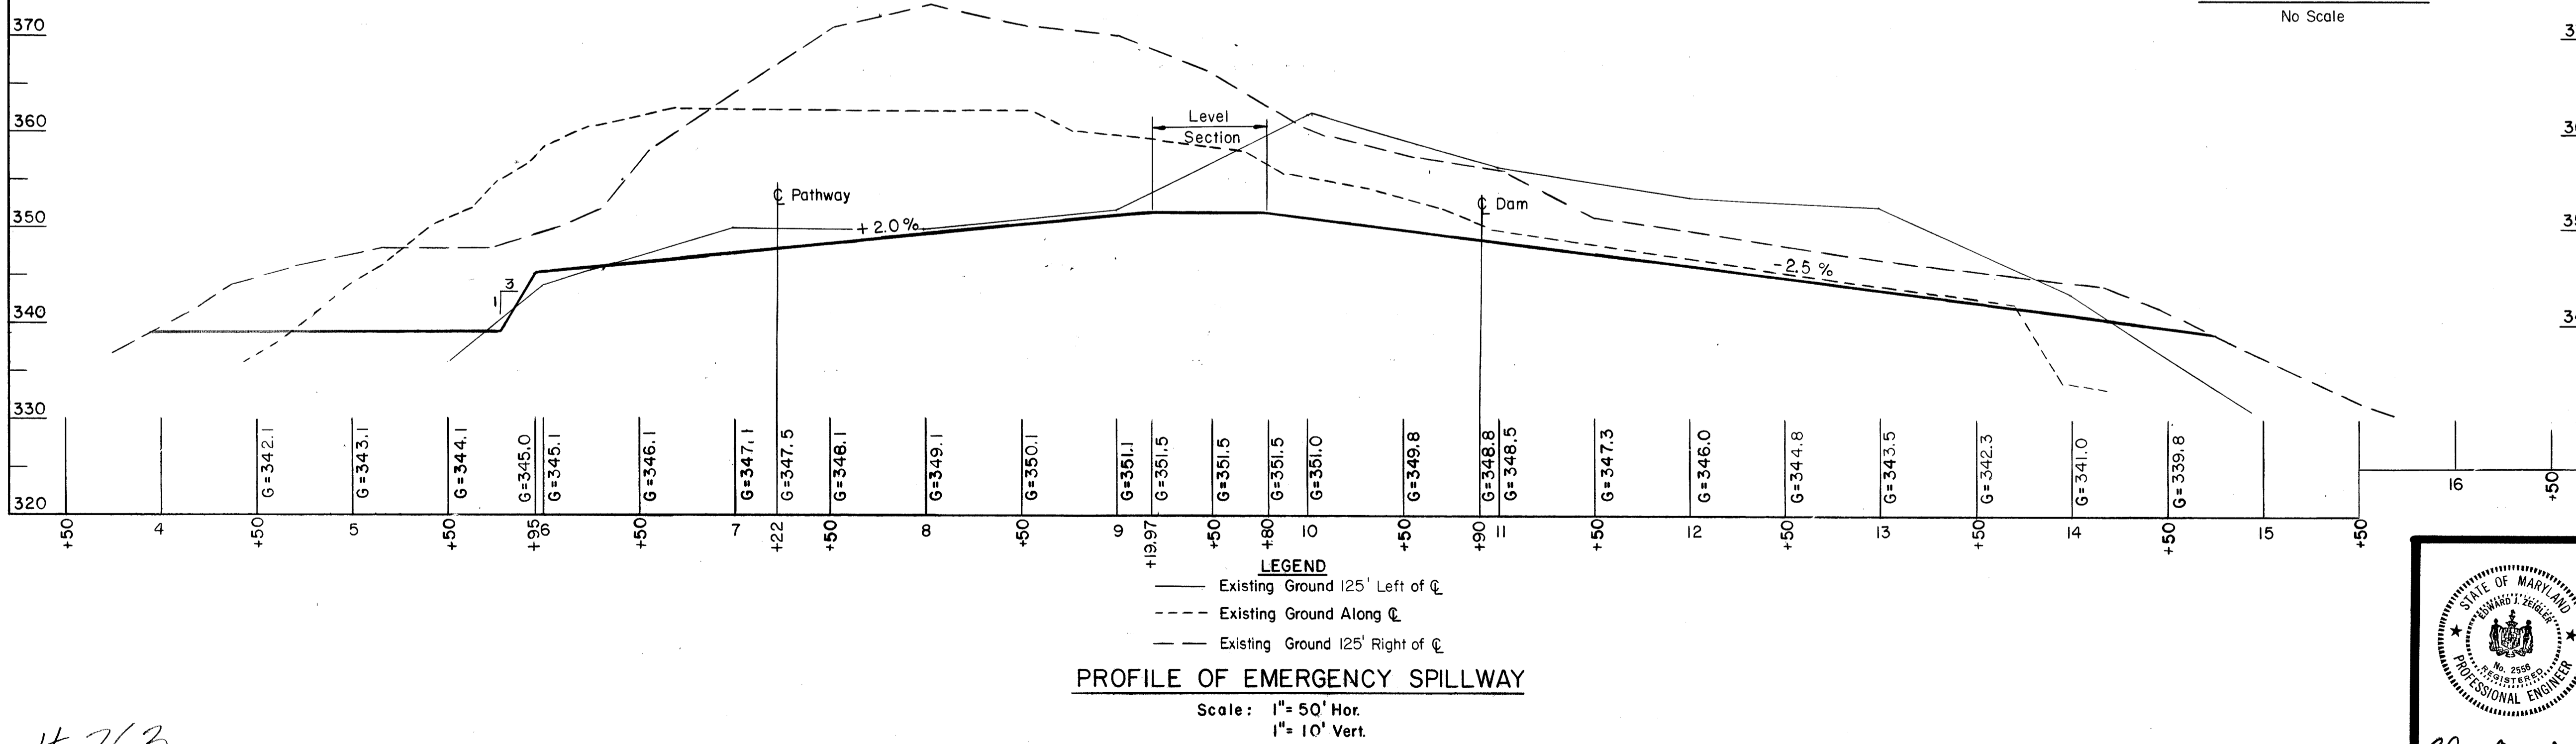 No Scale
370
360
350
340
330
320
Level
Section
℄ Pathway
+2.0%
℄ Dam
-2.5 %
3
1
G=342.1
G=343.1
G=344.1
G=345.0
G=345.1
G=346.1
G=347.1
G=347.5
G=348.1
G=349.1
G=350.1
G=351.1
G=351.5
G=351.5
G=351.5
G=351.0
G=349.8
G=348.8
G=348.5
G=347.3
G=346.0
G=344.8
G=343.5
G=342.3
G=341.0
G=339.8
+50
4
+50
5
+50
+95
6
+50
7
+22
+50
8
+50
9
+19.97
+50
+80
10
+50
+90
11
+50
12
+50
13
+50
14
+50
15
+50
16
+50
LEGEND
Existing Ground 125' Left of ℄
Existing Ground Along ℄
Existing Ground 125' Right of ℄
PROFILE OF EMERGENCY SPILLWAY
Scale: 1"= 50' Hor.
1"= 10' Vert.
STATE OF MARYLAND
EDWARD J. ZEIGLER
No. 2556
REGISTERED
PROFESSIONAL ENGINEER